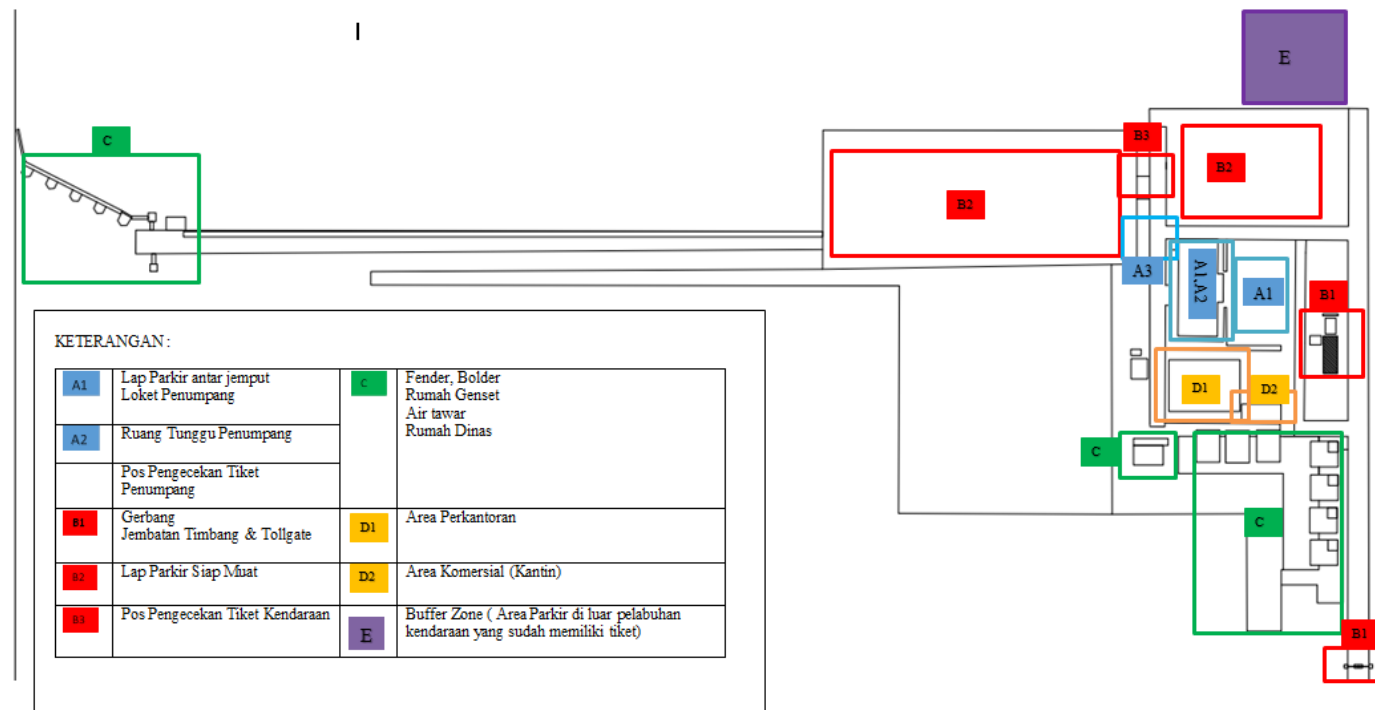 I
E
C
B3
B2
B2
A3
A1,A2
A1
B1
D1
D2
C
C
B1
KETERANGAN :
A1
Lap Parkir antar jemput
Loket Penumpang
C
Fender, Bolder
Rumah Genset
Air tawar
Rumah Dinas
A2
Ruang Tunggu Penumpang
Pos Pengecekan Tiket
Penumpang
B1
Gerbang
Jembatan Timbang & Tollgate
D1
Area Perkantoran
B2
Lap Parkir Siap Muat
D2
Area Komersial (Kantin)
B3
Pos Pengecekan Tiket Kendaraan
E
Buffer Zone ( Area Parkir di luar pelabuhan
kendaraan yang sudah memiliki tiket)